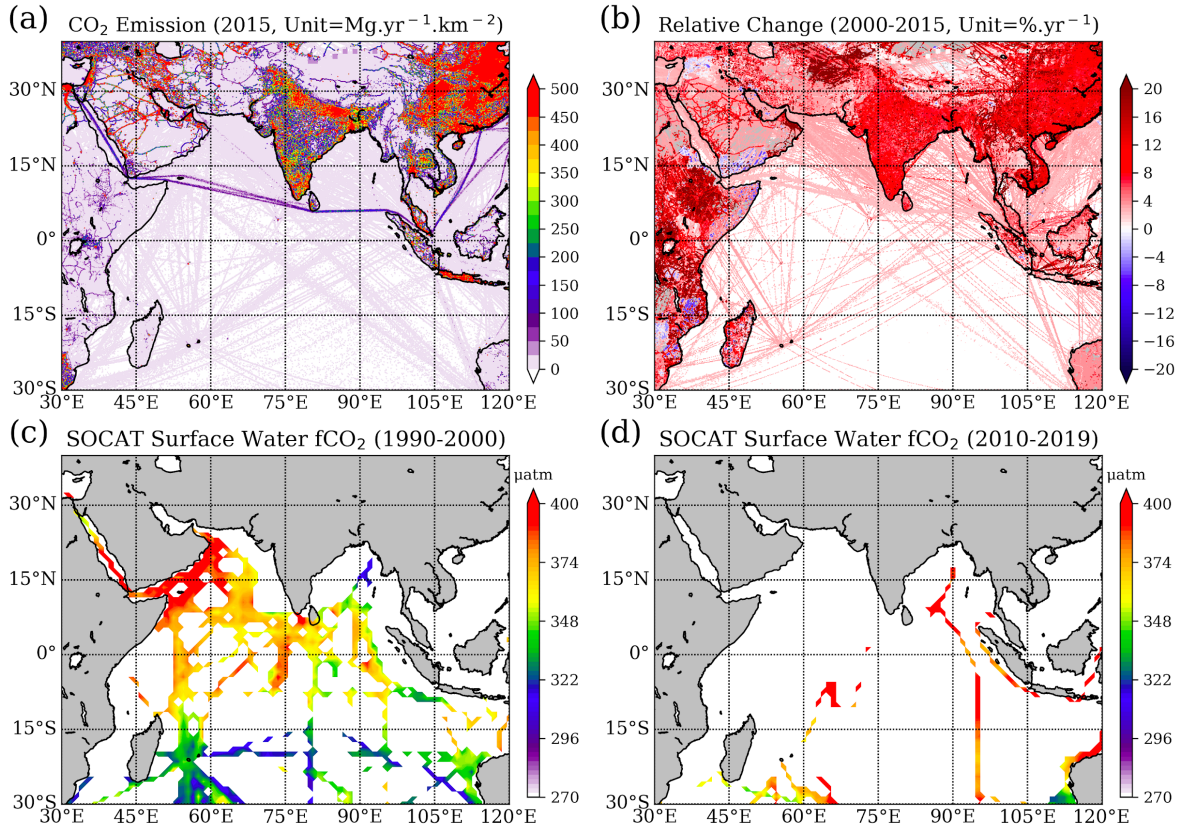 (a) CO₂ Emission (2015, Unit=Mg.yr⁻¹.km⁻²)
30°N
15°N
0°
15°S
30°S
30°E 45°E 60°E 75°E 90°E 105°E 120°E
500
450
400
350
300
250
200
150
100
50
0
(b) Relative Change (2000-2015, Unit=%.yr⁻¹)
30°N
15°N
0°
15°S
30°S
30°E 45°E 60°E 75°E 90°E 105°E 120°E
20
16
12
8
4
0
−4
−8
−12
−16
−20
(c) SOCAT Surface Water fCO₂ (1990-2000)
30°N
15°N
0°
15°S
30°S
30°E 45°E 60°E 75°E 90°E 105°E 120°E
µatm
400
374
348
322
296
270
(d) SOCAT Surface Water fCO₂ (2010-2019)
30°N
15°N
0°
15°S
30°S
30°E 45°E 60°E 75°E 90°E 105°E 120°E
µatm
400
374
348
322
296
270